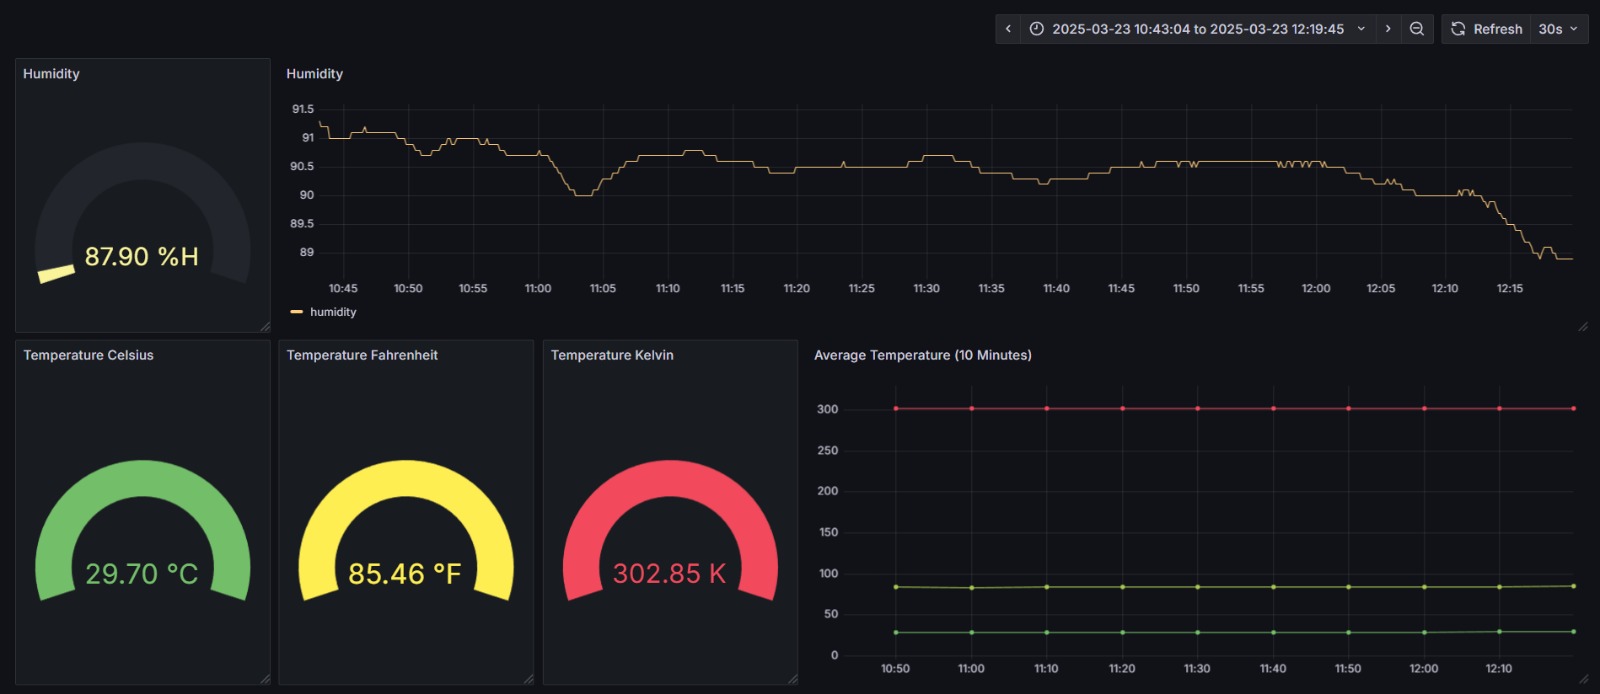 2025-03-23 10:43:04 to 2025-03-23 12:19:45 Refresh 30s
Humidity
87.90 %H
Humidity
91.5
91
90.5
90
89.5
89
10:45 10:50 10:55 11:00 11:05 11:10 11:15 11:20 11:25 11:30 11:35 11:40 11:45 11:50 11:55 12:00 12:05 12:10 12:15
humidity
Temperature Celsius
29.70 °C
Temperature Fahrenheit
85.46 °F
Temperature Kelvin
302.85 K
Average Temperature (10 Minutes)
300
250
200
150
100
50
0
10:50 11:00 11:10 11:20 11:30 11:40 11:50 12:00 12:10